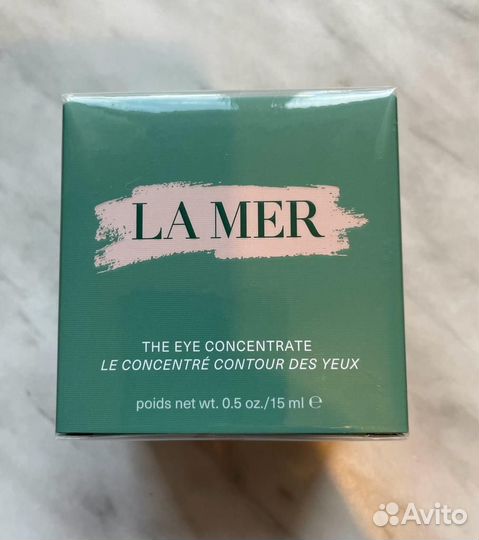 LA MER
THE EYE CONCENTRATE
LE CONCENTRÉ CONTOUR DES YEUX
poids net wt. 0.5 oz./15 ml ℮
Avito